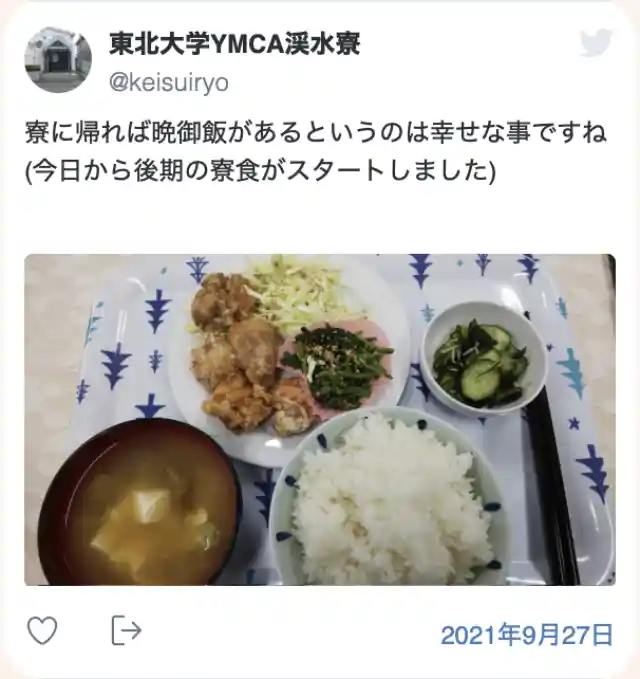 東北大学YMCA渓水寮
@keisuiryo
寮に帰れば晩御飯があるというのは幸せな事ですね
(今日から後期の寮食がスタートしました)
2021年9月27日